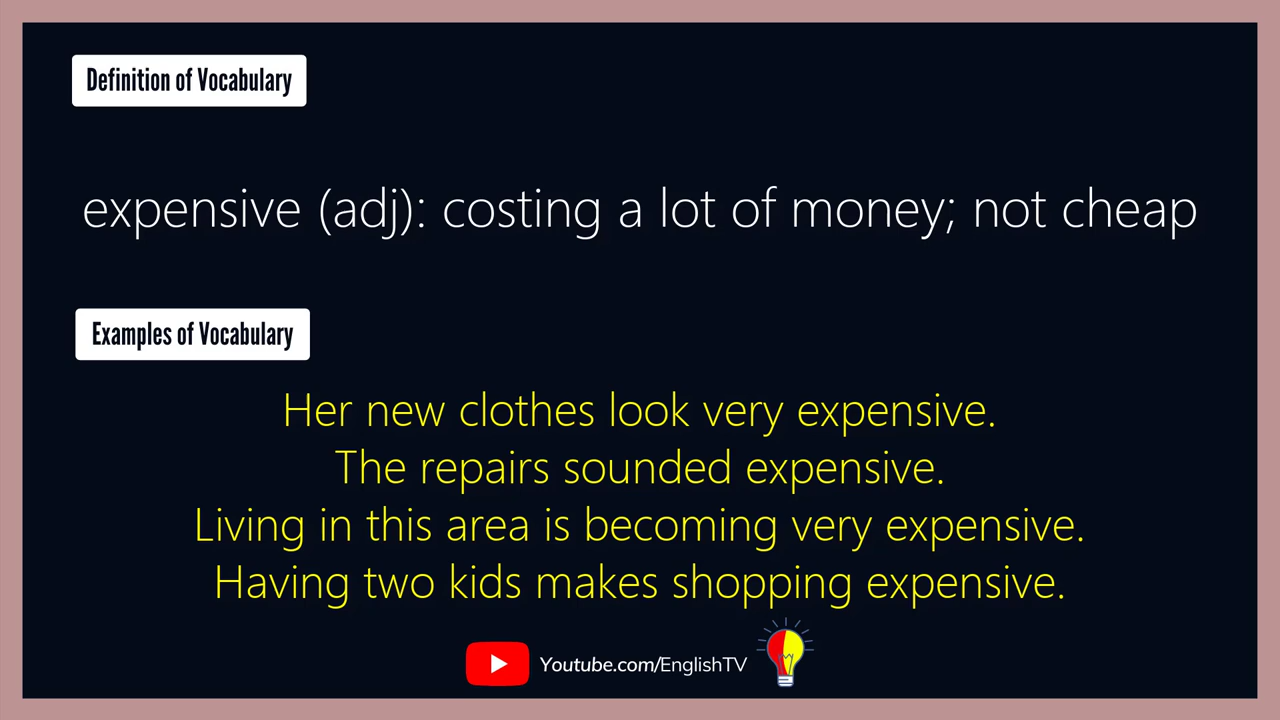 Definition of Vocabulary
expensive (adj): costing a lot of money; not cheap
Examples of Vocabulary
Her new clothes look very expensive.
The repairs sounded expensive.
Living in this area is becoming very expensive.
Having two kids makes shopping expensive.
Youtube.com/EnglishTV